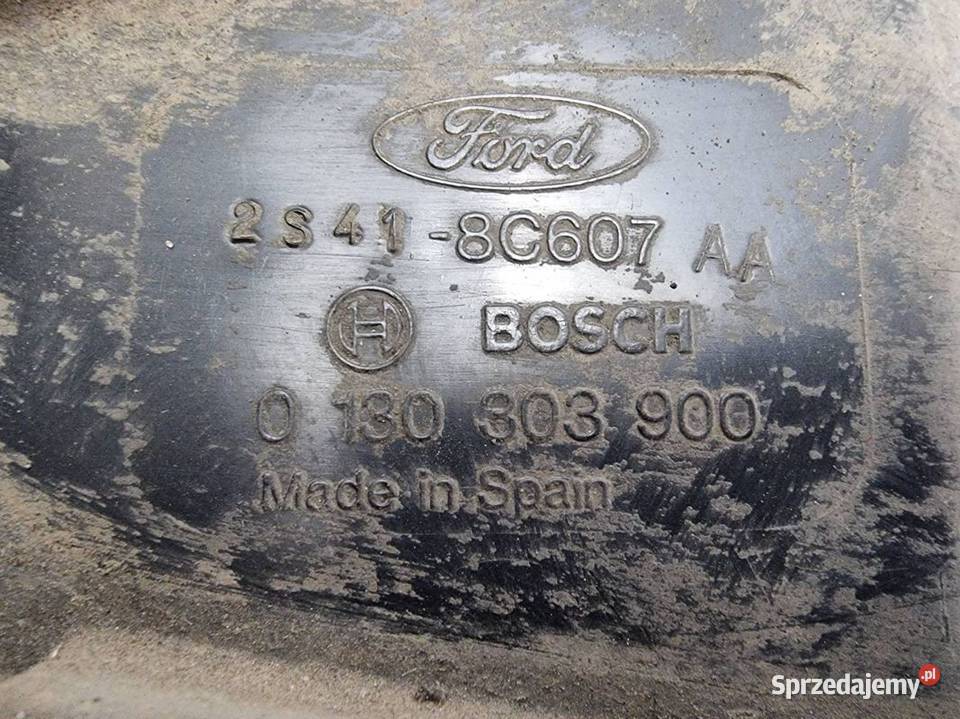 Ford
2S41-8C607 AA
BOSCH
0 130 303 900
Made in Spain
Sprzedajemy.pl